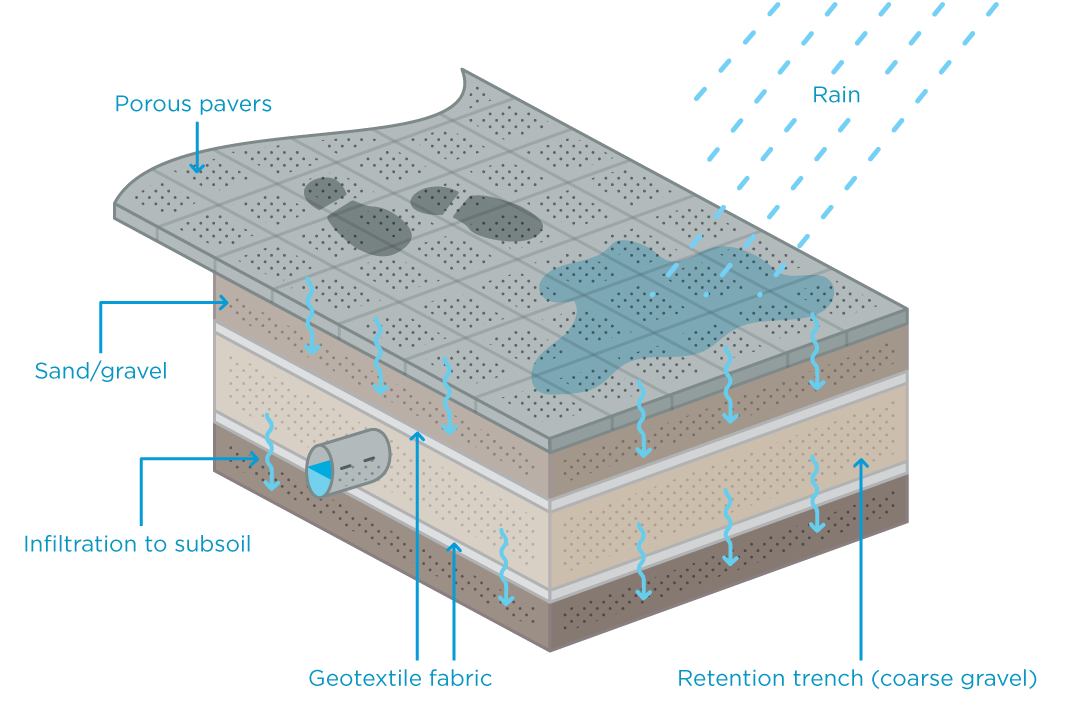 Rain
Porous pavers
Sand/gravel
Infiltration to subsoil
Geotextile fabric
Retention trench (coarse gravel)